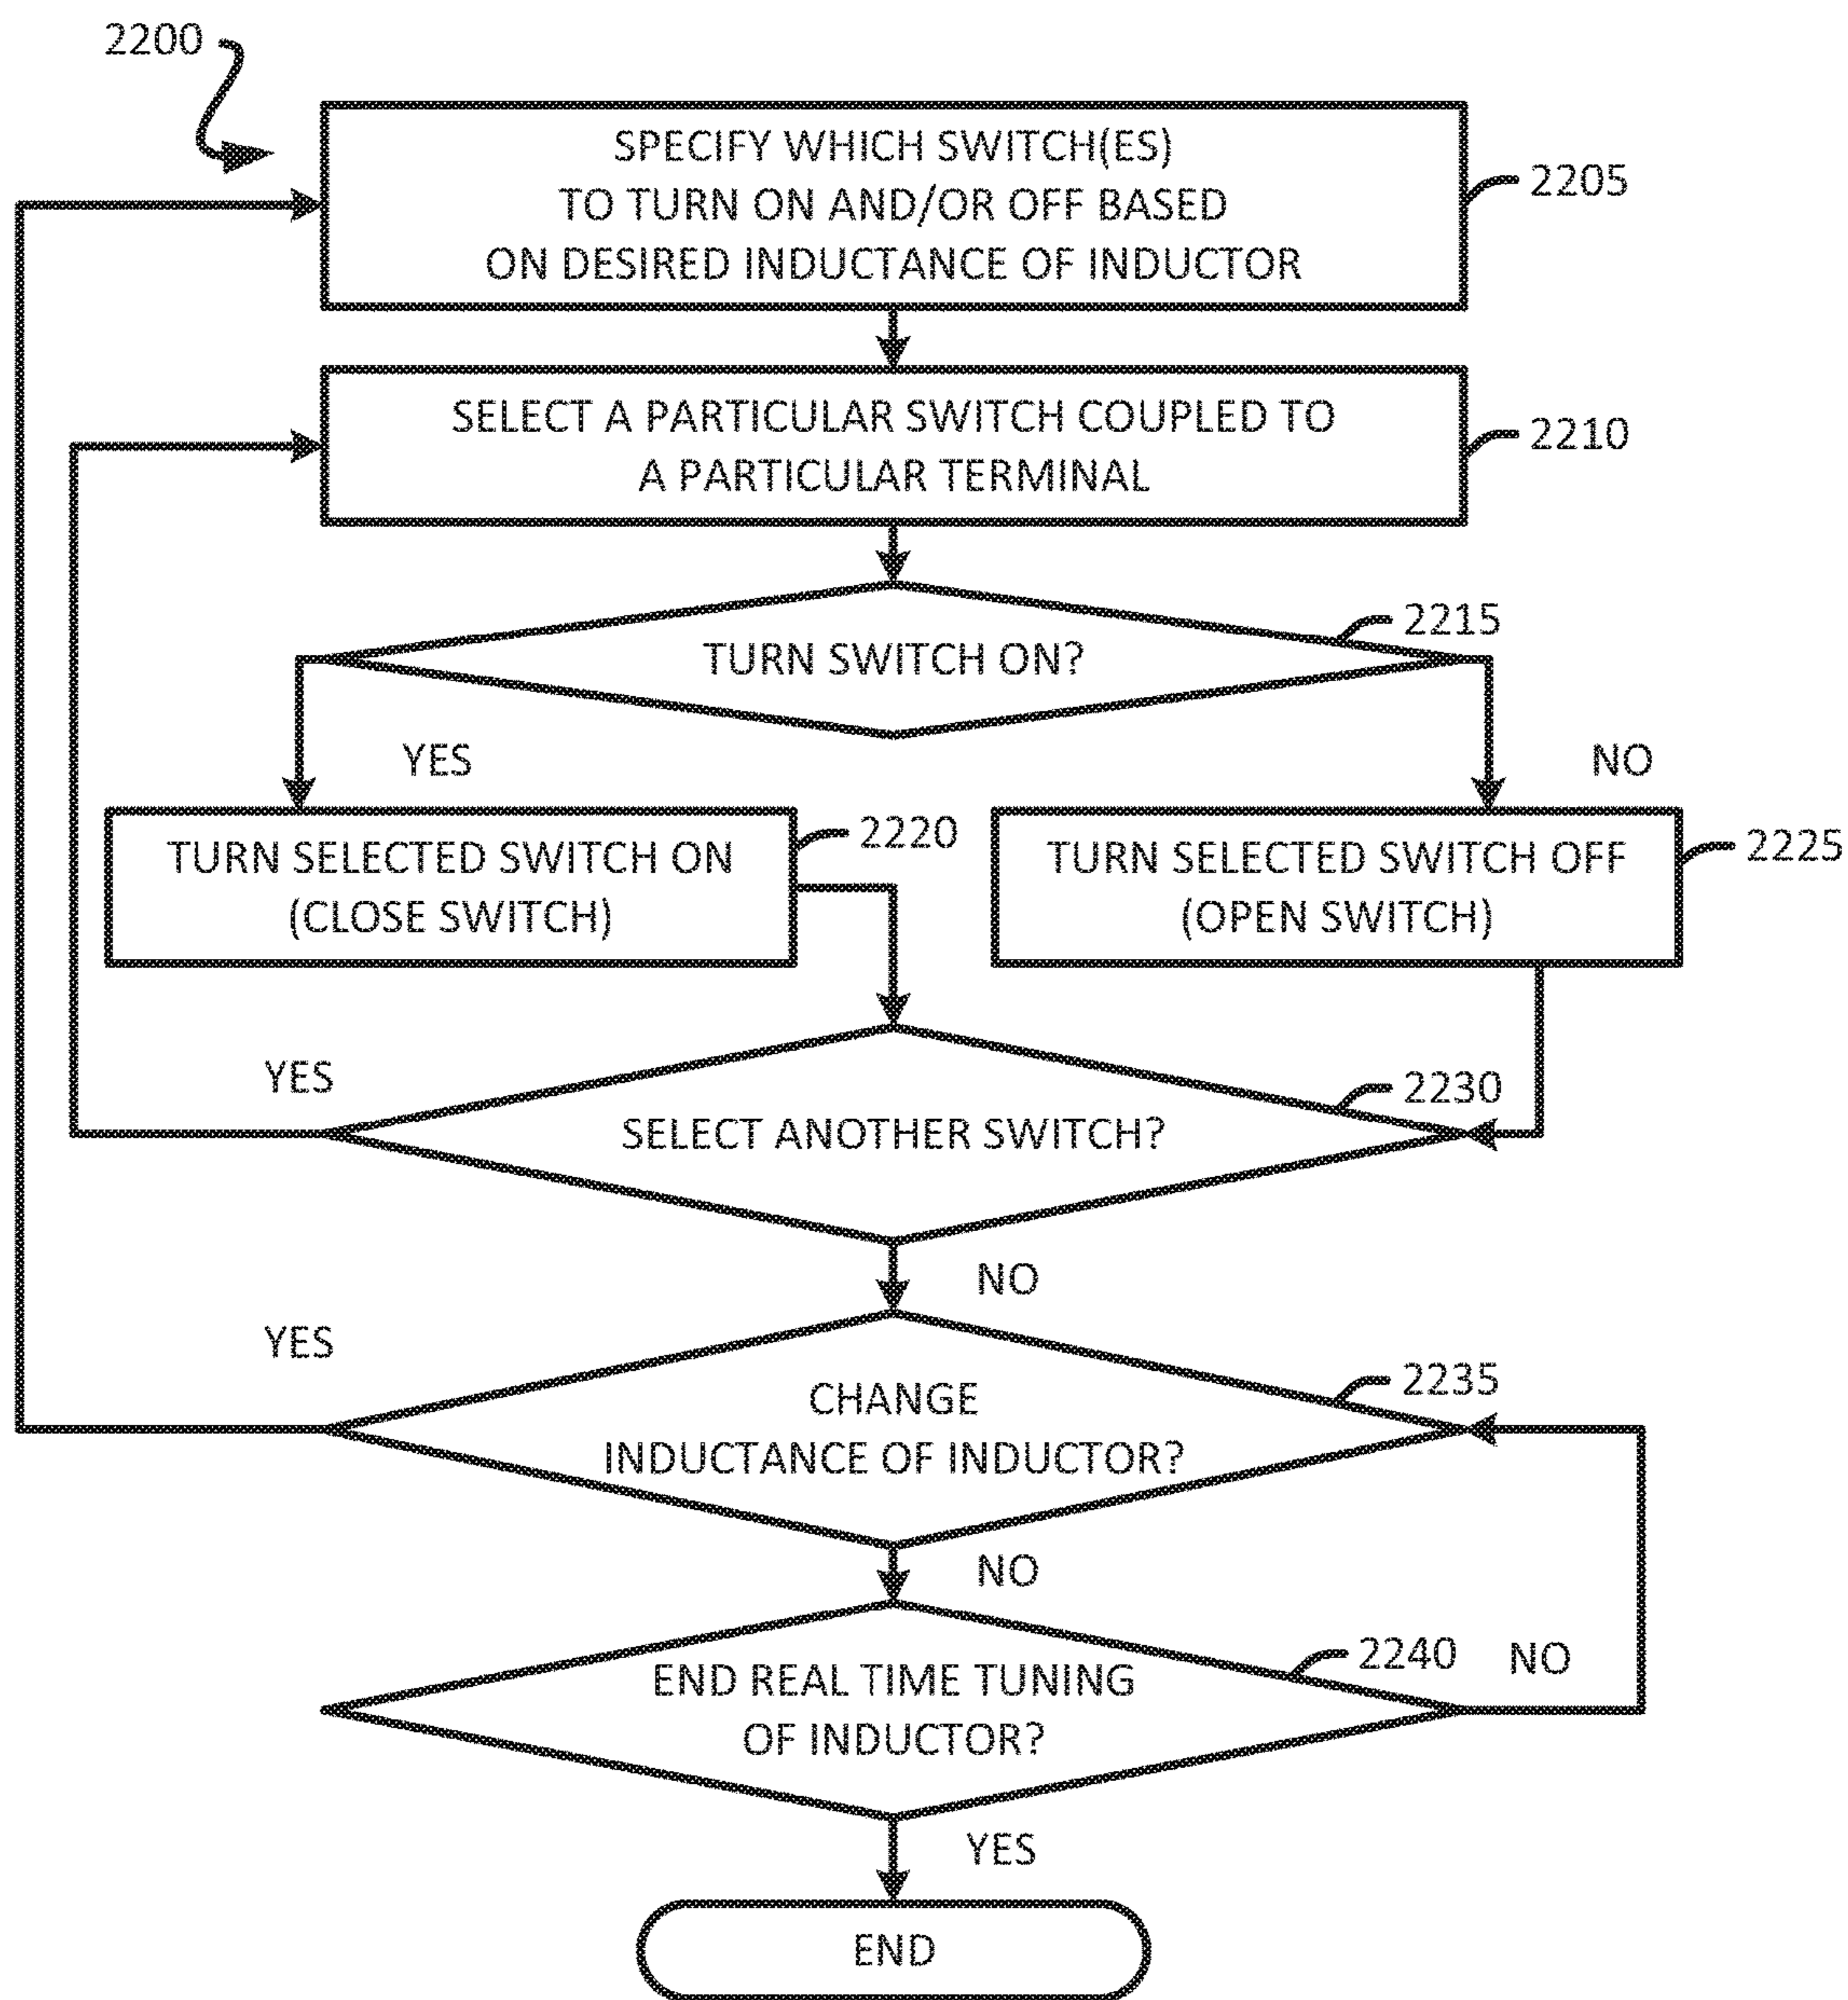 2200
SPECIFY WHICH SWITCH(ES)
TO TURN ON AND/OR OFF BASED
ON DESIRED INDUCTANCE OF INDUCTOR
2205
SELECT A PARTICULAR SWITCH COUPLED TO
A PARTICULAR TERMINAL
2210
TURN SWITCH ON?
2215
YES
NO
TURN SELECTED SWITCH ON
(CLOSE SWITCH)
2220
TURN SELECTED SWITCH OFF
(OPEN SWITCH)
2225
YES
SELECT ANOTHER SWITCH?
2230
NO
YES
CHANGE
INDUCTANCE OF INDUCTOR?
2235
NO
END REAL TIME TUNING
OF INDUCTOR?
2240
NO
YES
END